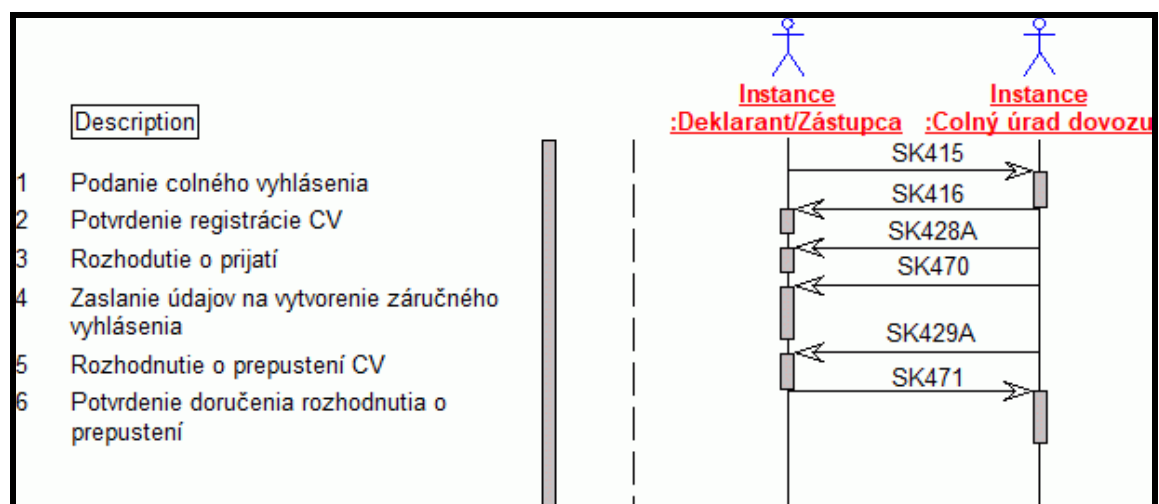 Instance
:Deklarant/Zástupca
Instance
:Colný úrad dovozu
Description
1 Podanie colného vyhlásenia
SK415
2 Potvrdenie registrácie CV
SK416
3 Rozhodutie o prijatí
SK428A
4 Zaslanie údajov na vytvorenie záručného
vyhlásenia
SK470
5 Rozhodnutie o prepustení CV
SK429A
6 Potvrdenie doručenia rozhodnutia o
prepustení
SK471